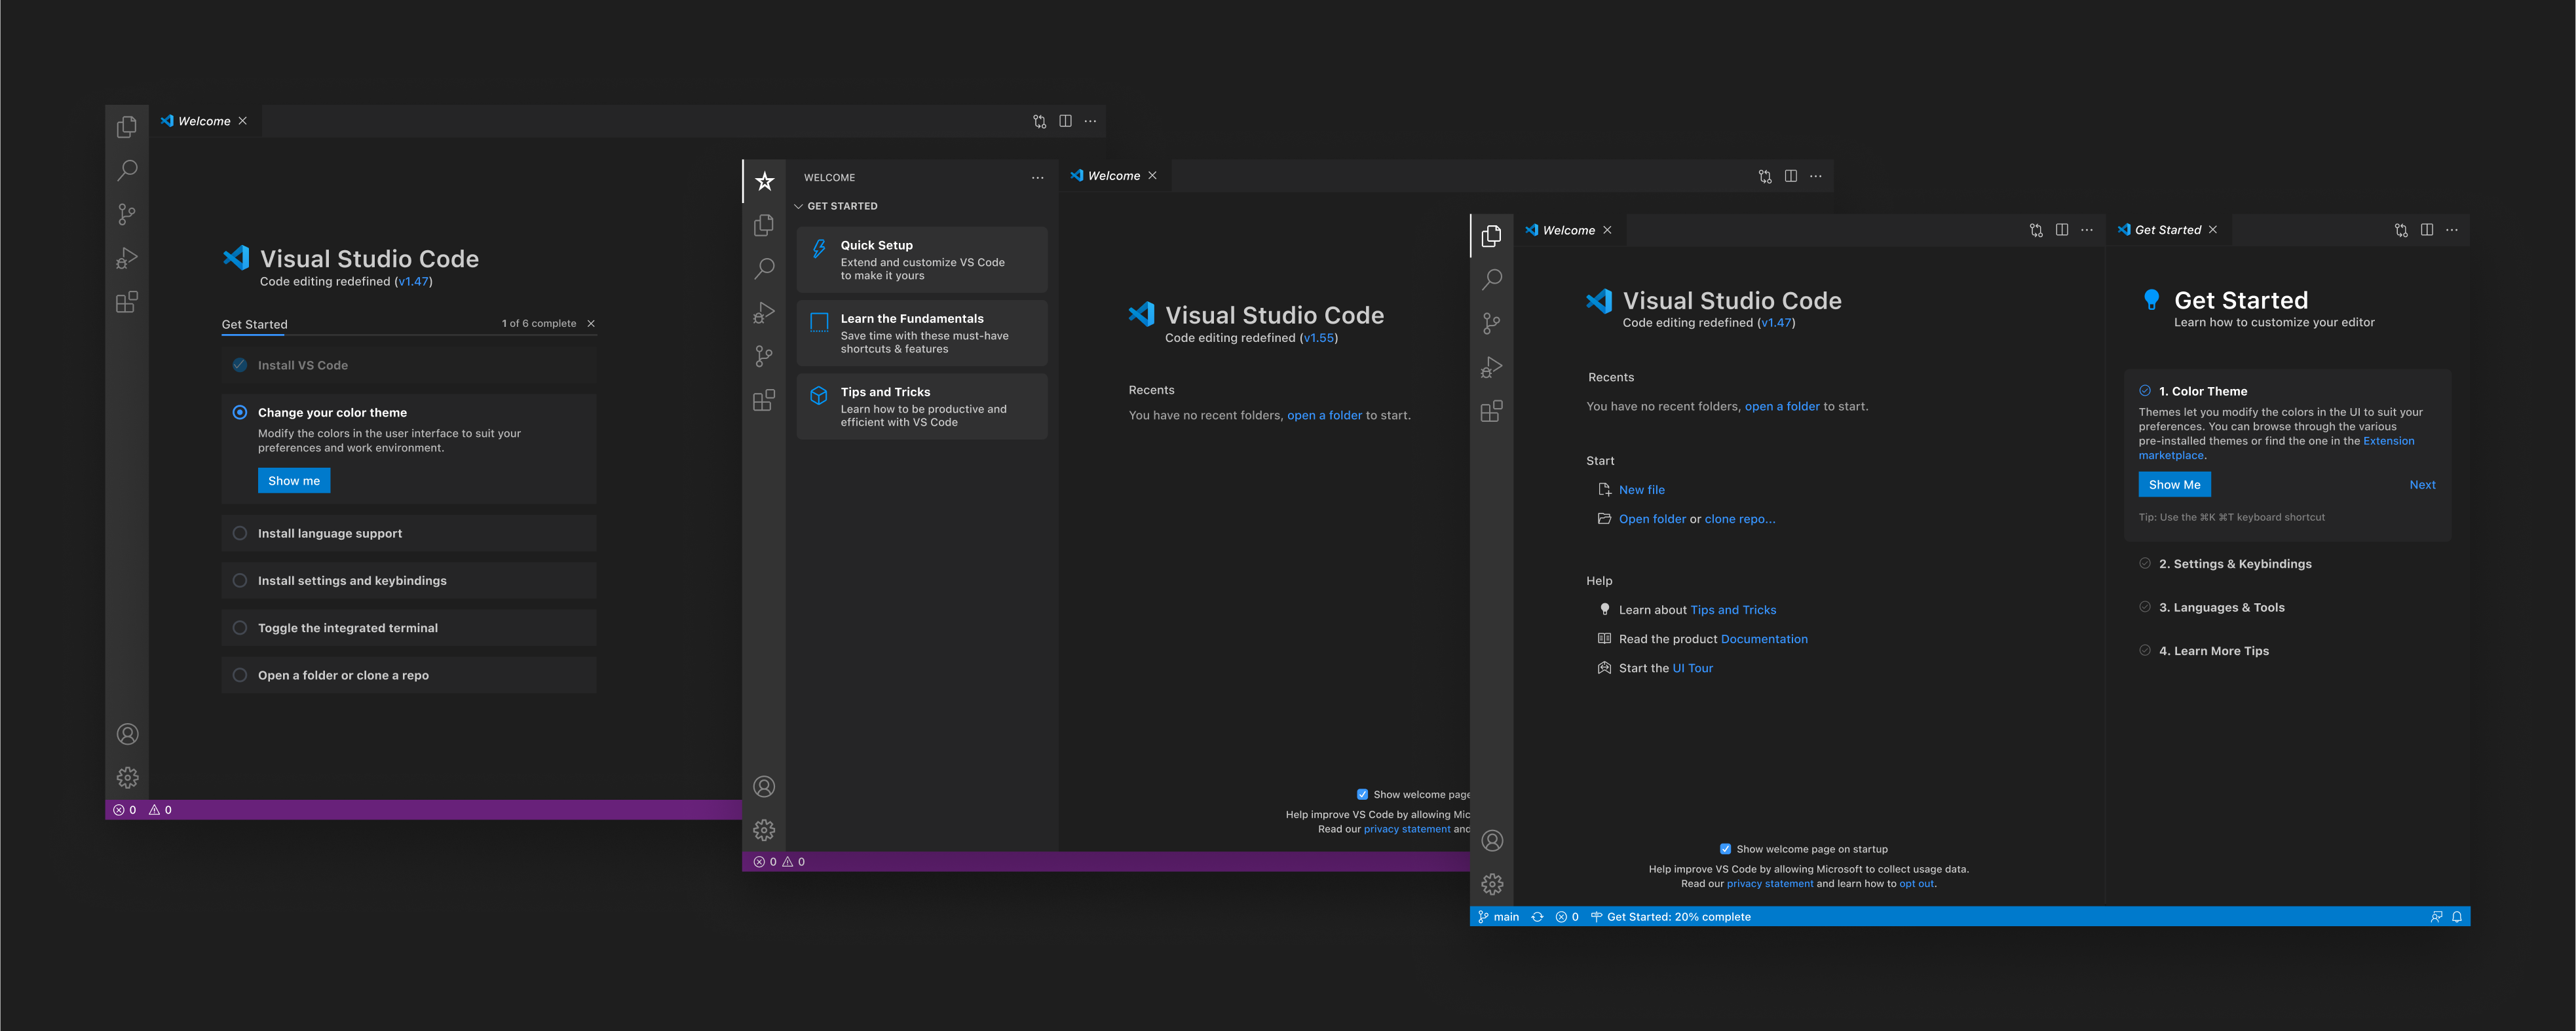 Welcome
Visual Studio Code
Code editing redefined (v1.47)
Get Started
1 of 6 complete
Install VS Code
Change your color theme
Modify the colors in the user interface to suit your
preferences and work environment.
Show me
Install language support
Install settings and keybindings
Toggle the integrated terminal
Open a folder or clone a repo
0 0
WELCOME
GET STARTED
Quick Setup
Extend and customize VS Code
to make it yours
Learn the Fundamentals
Save time with these must-have
shortcuts & features
Tips and Tricks
Learn how to be productive and
efficient with VS Code
0 0
Welcome
Visual Studio Code
Code editing redefined (v1.55)
Recents
You have no recent folders, open a folder to start.
Show welcome page
Help improve VS Code by allowing Mic
Read our privacy statement and
Welcome
Visual Studio Code
Code editing redefined (v1.47)
Recents
You have no recent folders, open a folder to start.
Start
New file
Open folder or clone repo...
Help
Learn about Tips and Tricks
Read the product Documentation
Start the UI Tour
Show welcome page on startup
Help improve VS Code by allowing Microsoft to collect usage data.
Read our privacy statement and learn how to opt out.
Get Started
Get Started
Learn how to customize your editor
1. Color Theme
Themes let you modify the colors in the UI to suit your
preferences. You can browse through the various
pre-installed themes or find the one in the Extension
marketplace.
Show Me
Next
Tip: Use the ⌘K ⌘T keyboard shortcut
2. Settings & Keybindings
3. Languages & Tools
4. Learn More Tips
main 0 Get Started: 20% complete